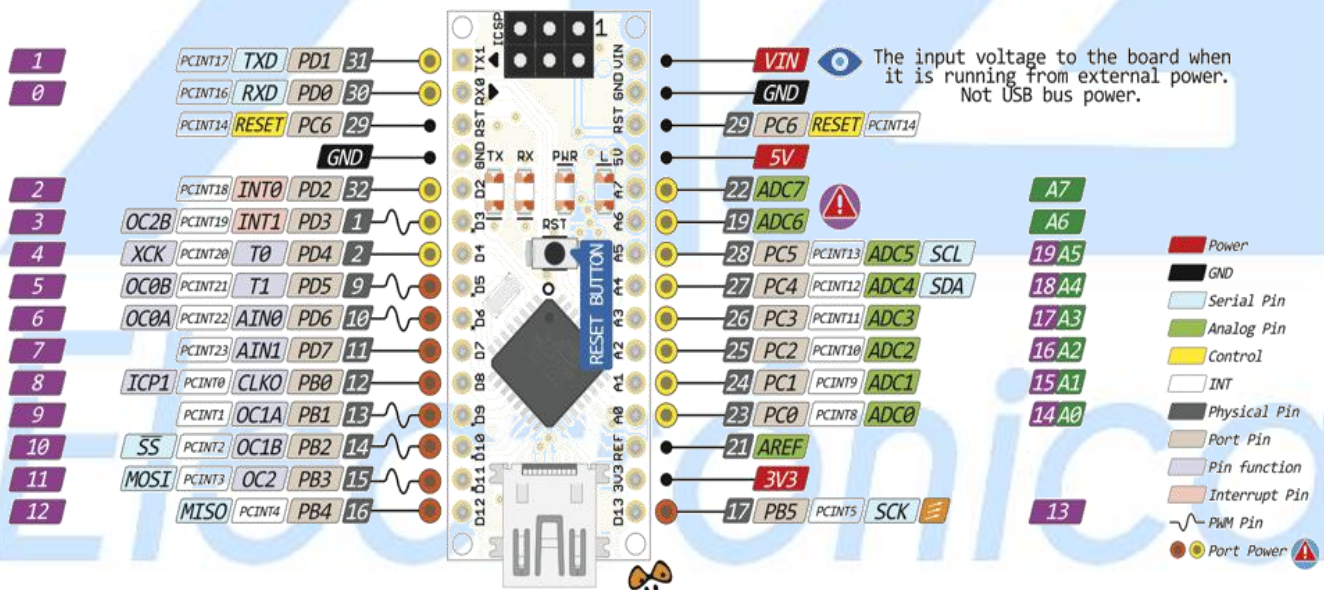 1 PCINT17 TXD PD1 31 TX1 ICSP 1 VIN VIN The input voltage to the board when
it is running from external power.
Not USB bus power.
0 PCINT16 RXD PD0 30 RX0 GND GND
PCINT14 RESET PC6 29 RST RST 29 PC6 RESET PCINT14
GND GND 5V 5V
TX RX PWR L
2 PCINT18 INT0 PD2 32 D2 A7 22 ADC7 A7
3 OC2B PCINT19 INT1 PD3 1 D3 A6 19 ADC6 A6
RST
4 XCK PCINT20 T0 PD4 2 D4 A5 28 PC5 PCINT13 ADC5 SCL 19 A5
5 OC0B PCINT21 T1 PD5 9 D5 A4 27 PC4 PCINT12 ADC4 SDA 18 A4
RESET BUTTON
6 OC0A PCINT22 AIN0 PD6 10 D6 A3 26 PC3 PCINT11 ADC3 17 A3
7 PCINT23 AIN1 PD7 11 D7 A2 25 PC2 PCINT10 ADC2 16 A2
8 ICP1 PCINT0 CLKO PB0 12 D8 A1 24 PC1 PCINT9 ADC1 15 A1
9 PCINT1 OC1A PB1 13 D9 A0 23 PC0 PCINT8 ADC0 14 A0
10 SS PCINT2 OC1B PB2 14 D10 REF 21 AREF
11 MOSI PCINT3 OC2 PB3 15 D11 3V3 3V3
12 MISO PCINT4 PB4 16 D12 D13 17 PB5 PCINT5 SCK 13
Power
GND
Serial Pin
Analog Pin
Control
INT
Physical Pin
Port Pin
Pin function
Interrupt Pin
PWM Pin
Port Power